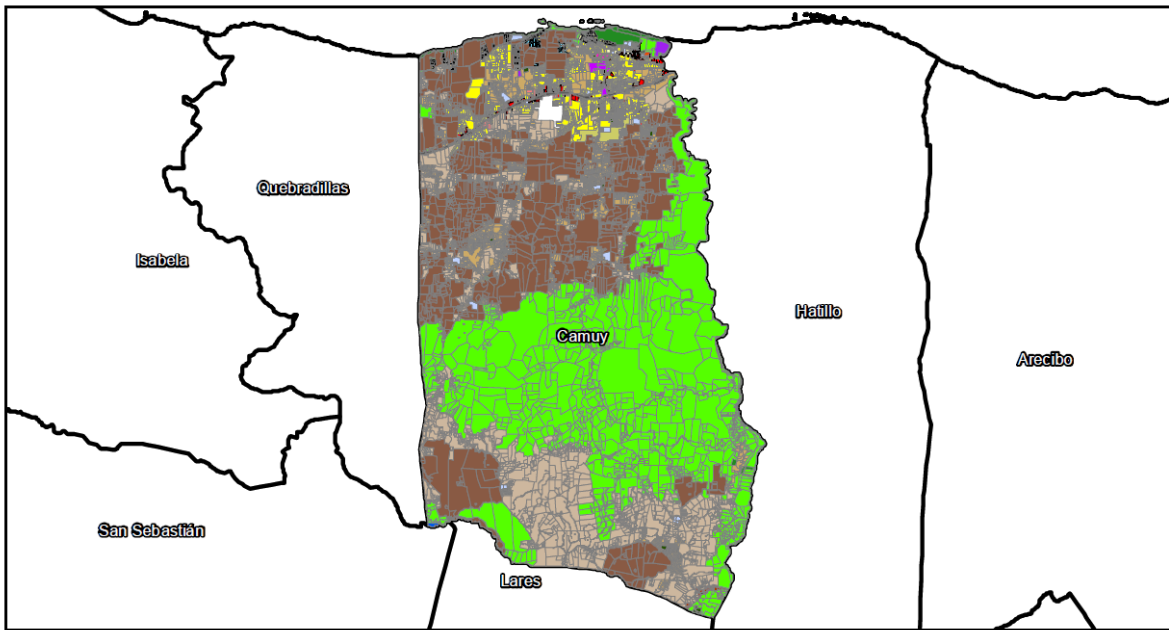 Quebradillas
Isabela
Hatillo
Camuy
Arecibo
San Sebastián
Lares